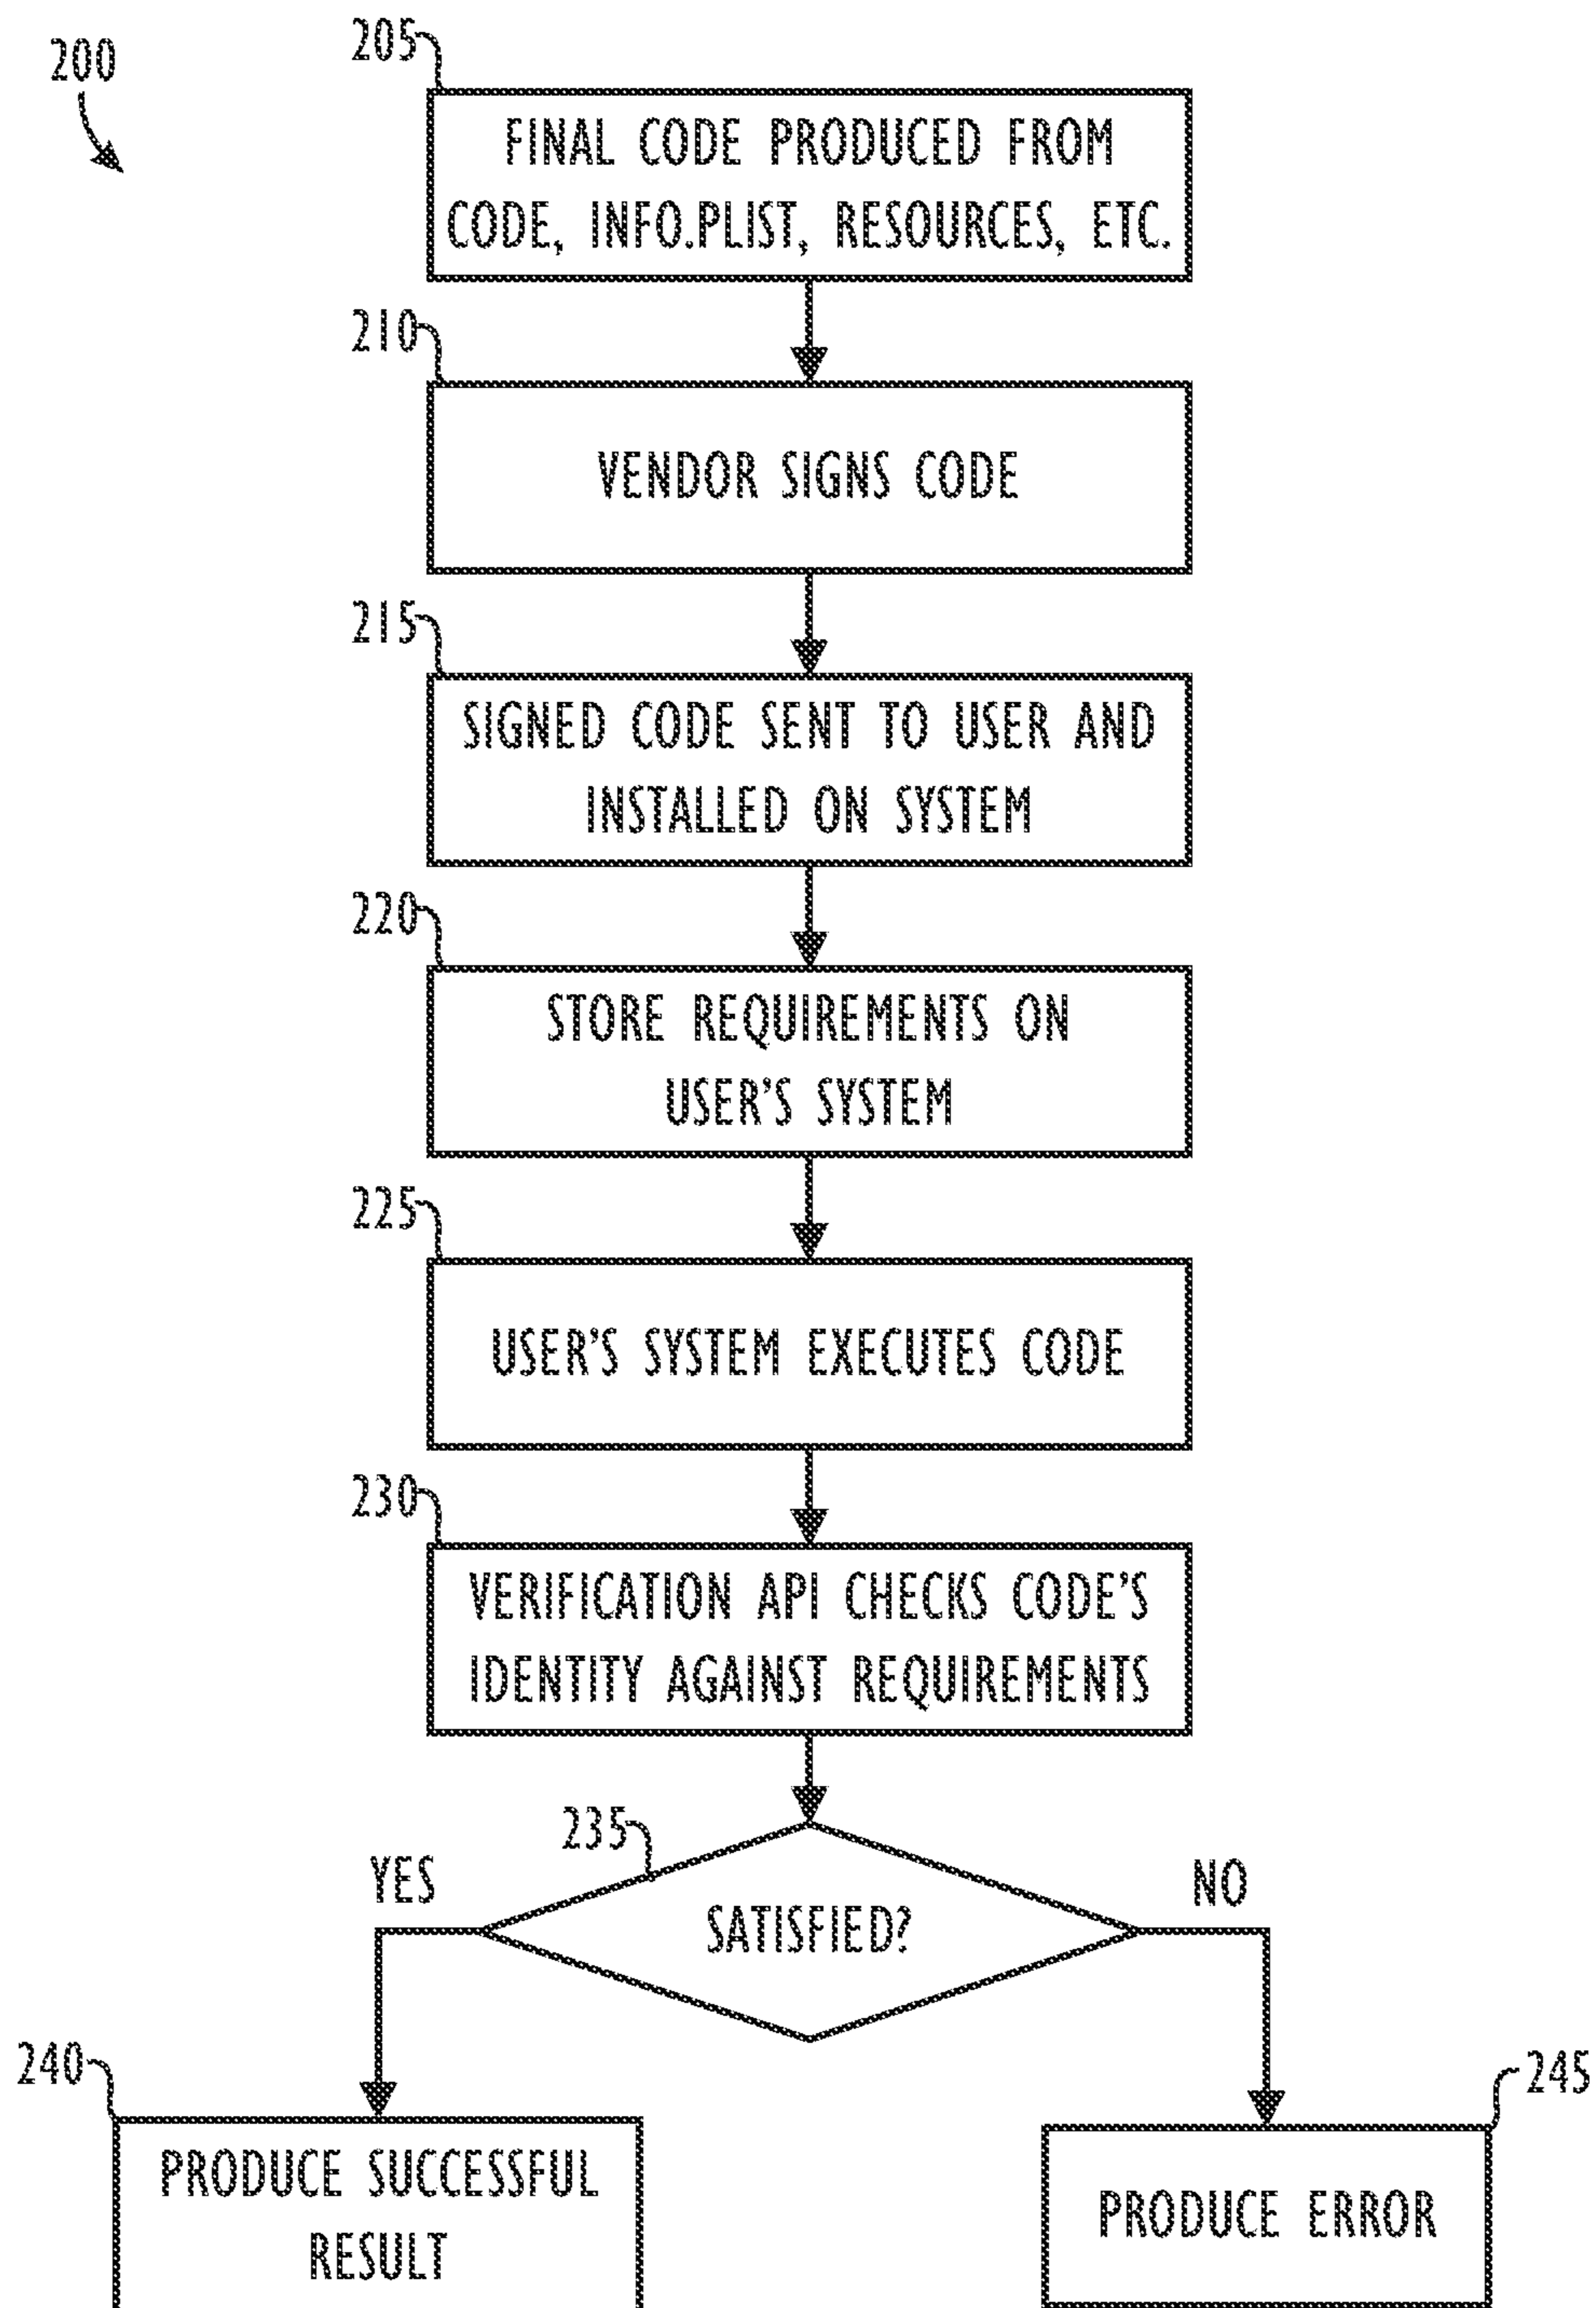 200
205
FINAL CODE PRODUCED FROM
CODE, INFO.PLIST, RESOURCES, ETC.
210
VENDOR SIGNS CODE
215
SIGNED CODE SENT TO USER AND
INSTALLED ON SYSTEM
220
STORE REQUIREMENTS ON
USER'S SYSTEM
225
USER'S SYSTEM EXECUTES CODE
230
VERIFICATION API CHECKS CODE'S
IDENTITY AGAINST REQUIREMENTS
235
YES
NO
SATISFIED?
240
245
PRODUCE SUCCESSFUL
RESULT
PRODUCE ERROR